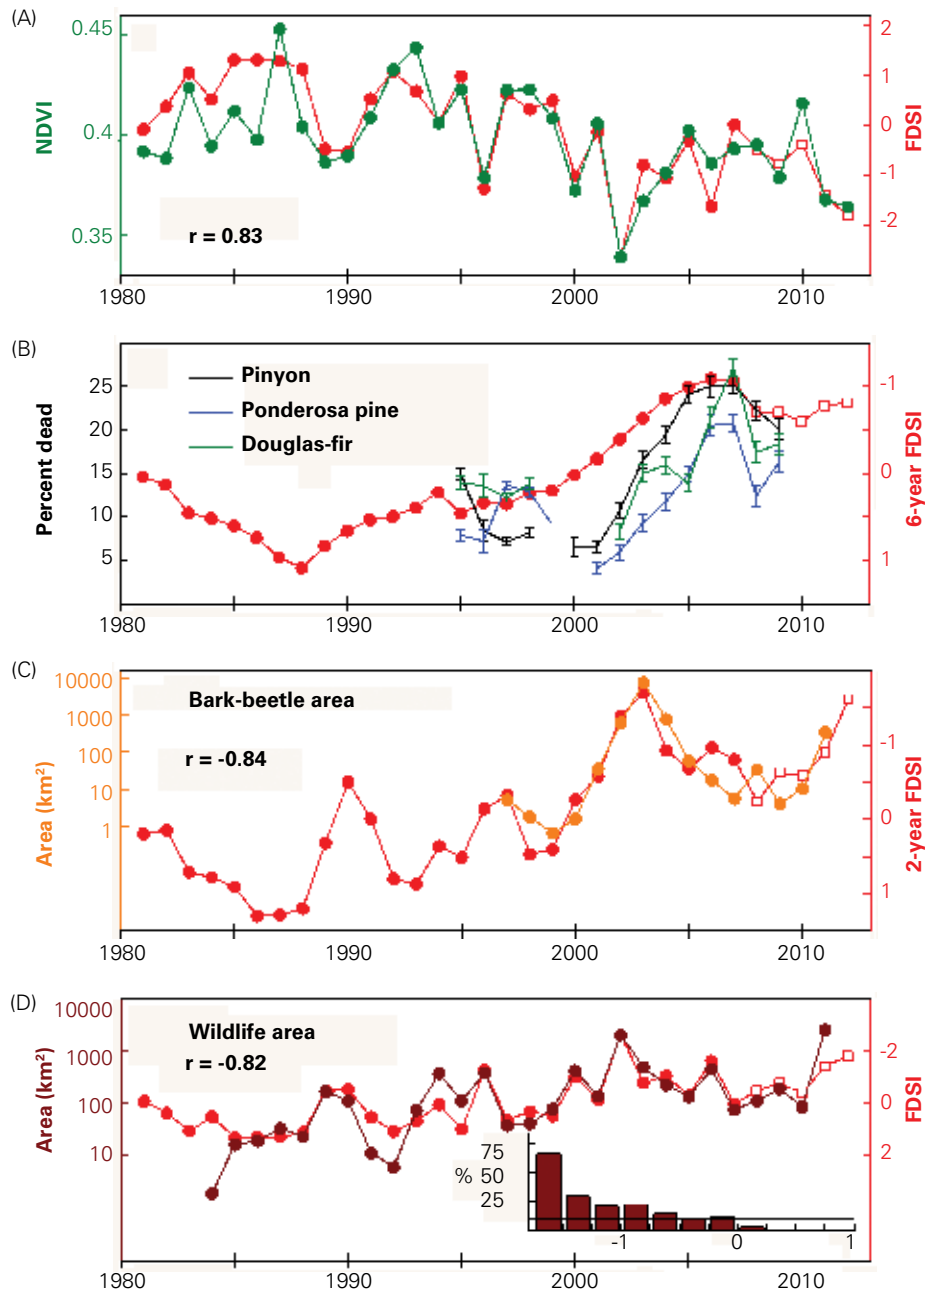 (A)
0.45
0.4
0.35
NDVI
r = 0.83
2
1
0
-1
-2
FDSI
1980
1990
2000
2010
(B)
25
20
15
10
5
Percent dead
Pinyon
Ponderosa pine
Douglas-fir
-1
0
1
6-year FDSI
1980
1990
2000
2010
(C)
10000
1000
100
10
1
Area (km²)
Bark-beetle area
r = -0.84
-1
0
1
2-year FDSI
1980
1990
2000
2010
(D)
10000
1000
100
10
Area (km²)
Wildlife area
r = -0.82
-2
0
2
FDSI
75
% 50
25
-1
0
1
1980
1990
2000
2010